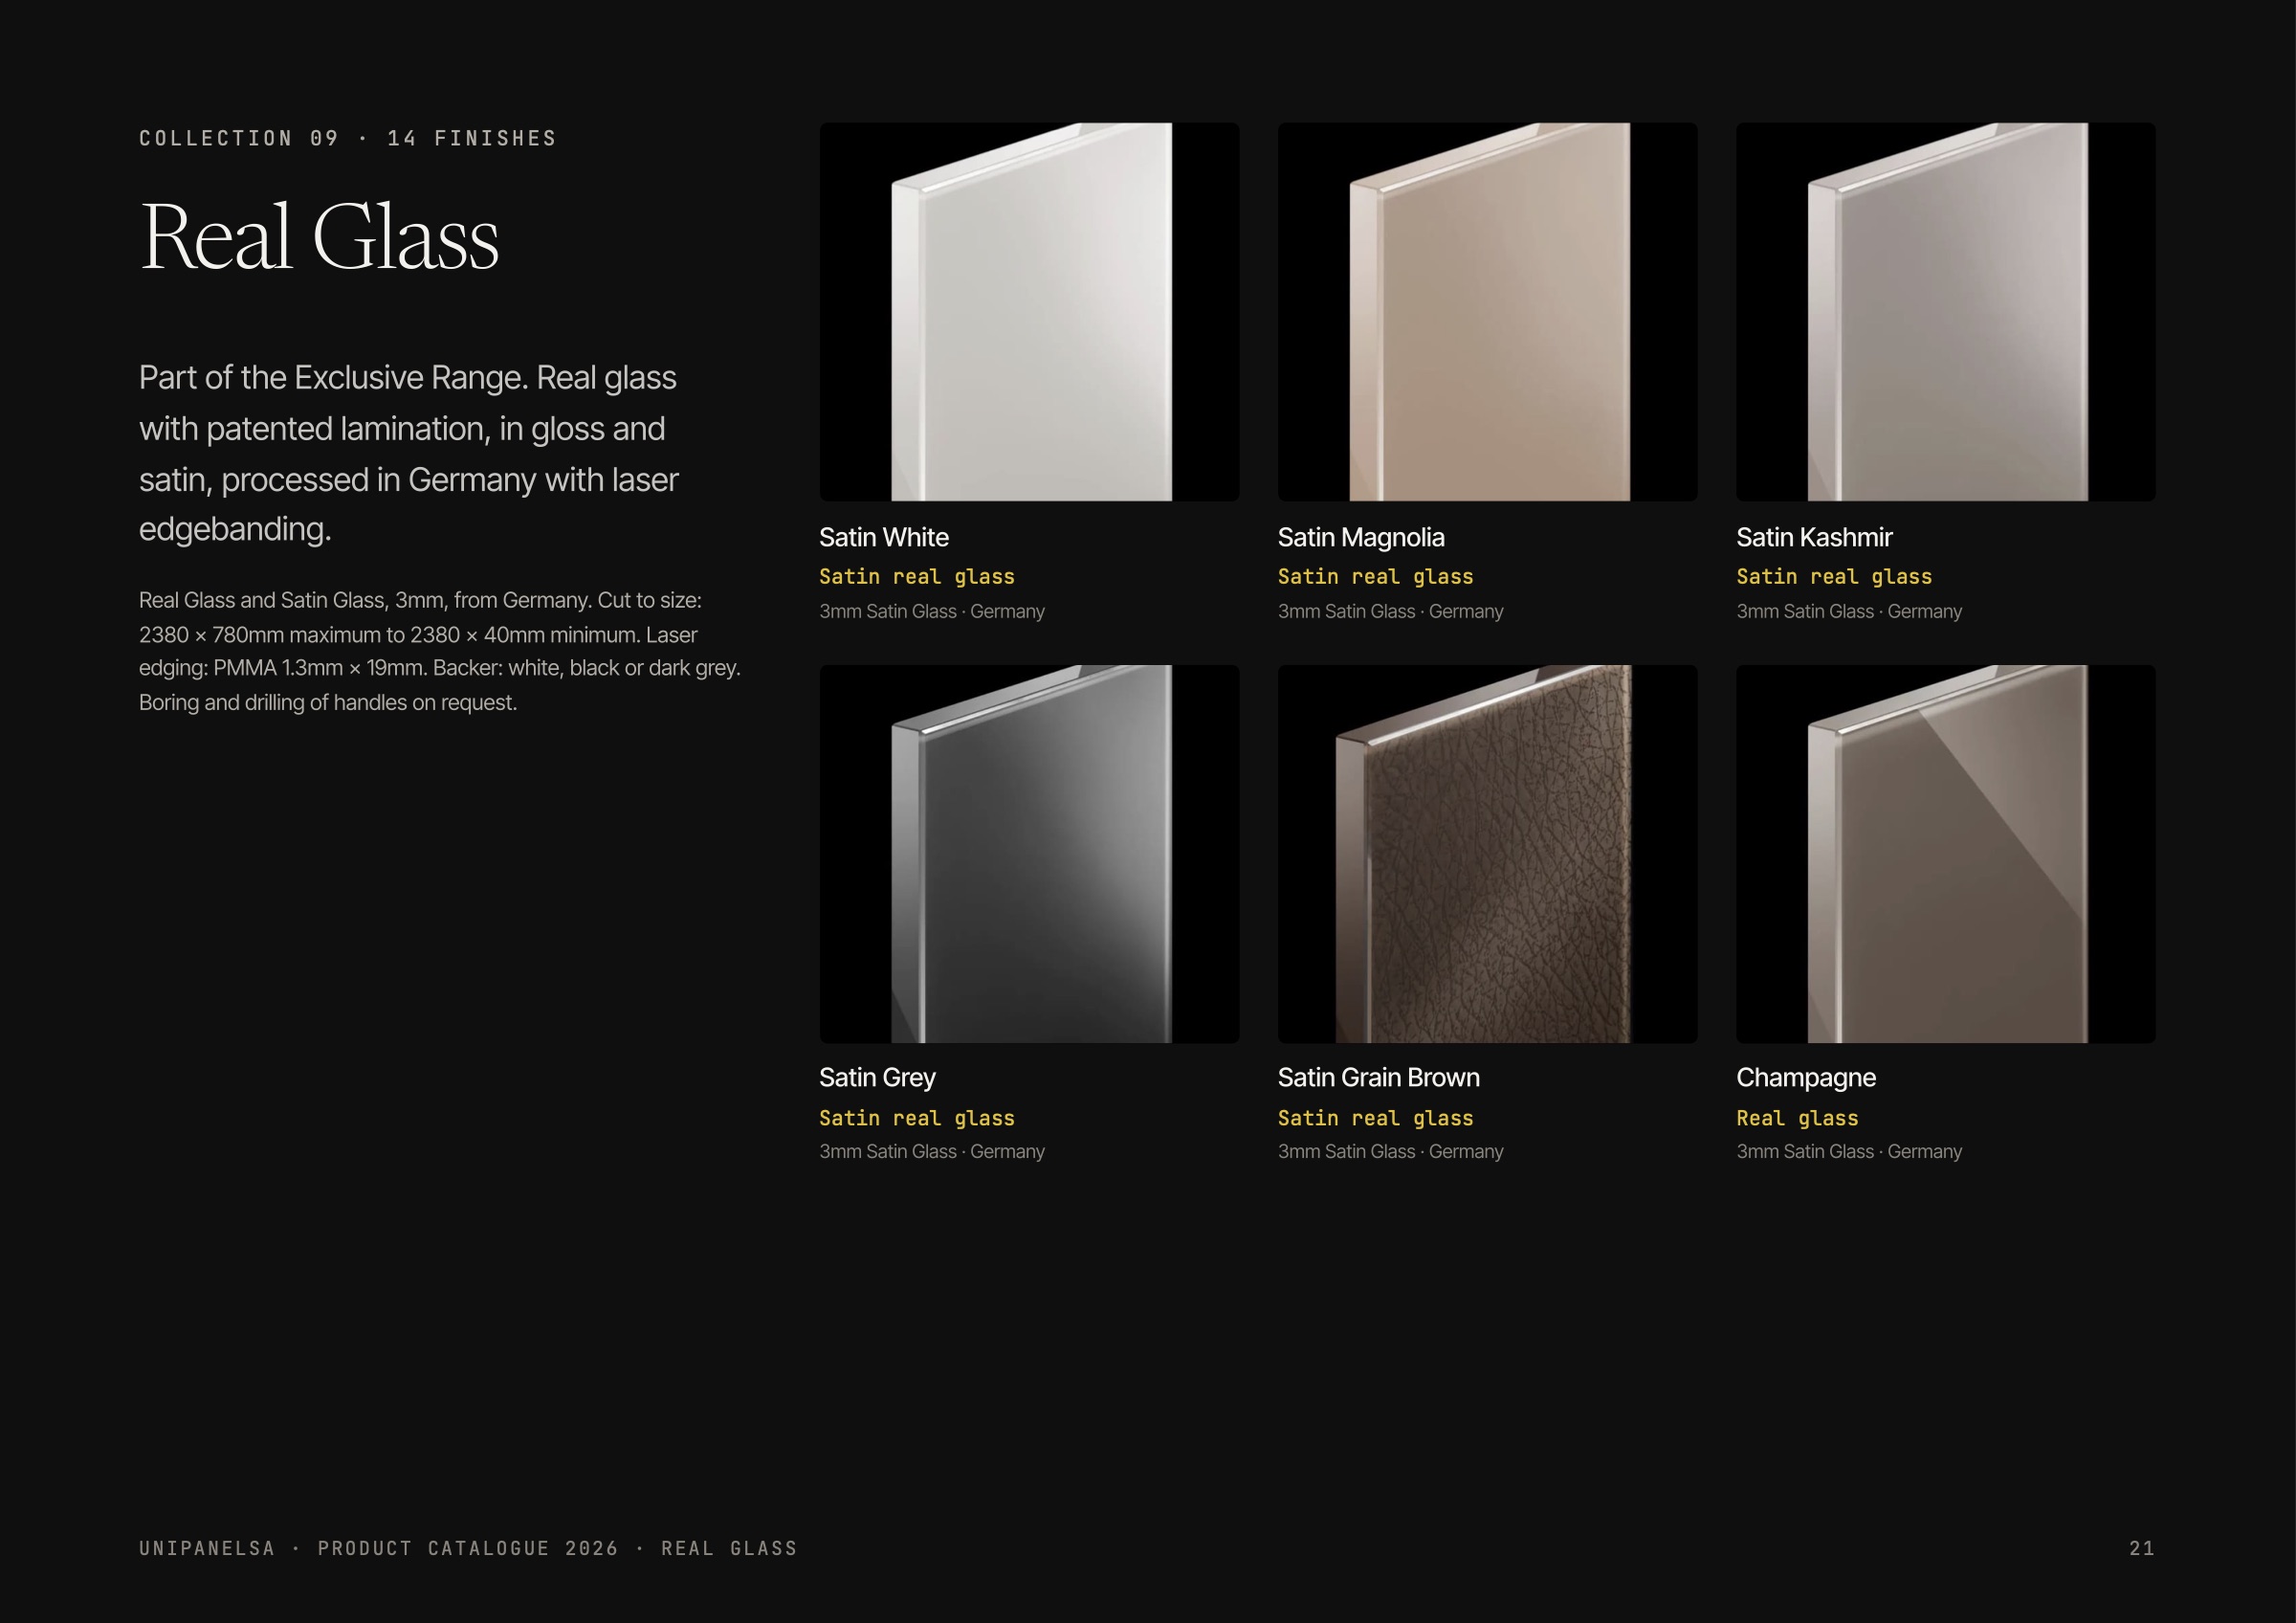 COLLECTION 09 · 14 FINISHES
Real Glass
Part of the Exclusive Range. Real glass
with patented lamination, in gloss and
satin, processed in Germany with laser
edgebanding.
Real Glass and Satin Glass, 3mm, from Germany. Cut to size:
2380 × 780mm maximum to 2380 × 40mm minimum. Laser
edging: PMMA 1.3mm × 19mm. Backer: white, black or dark grey.
Boring and drilling of handles on request.
Satin White
Satin real glass
3mm Satin Glass · Germany
Satin Magnolia
Satin real glass
3mm Satin Glass · Germany
Satin Kashmir
Satin real glass
3mm Satin Glass · Germany
Satin Grey
Satin real glass
3mm Satin Glass · Germany
Satin Grain Brown
Satin real glass
3mm Satin Glass · Germany
Champagne
Real glass
3mm Satin Glass · Germany
UNIPANELSA · PRODUCT CATALOGUE 2026 · REAL GLASS
21